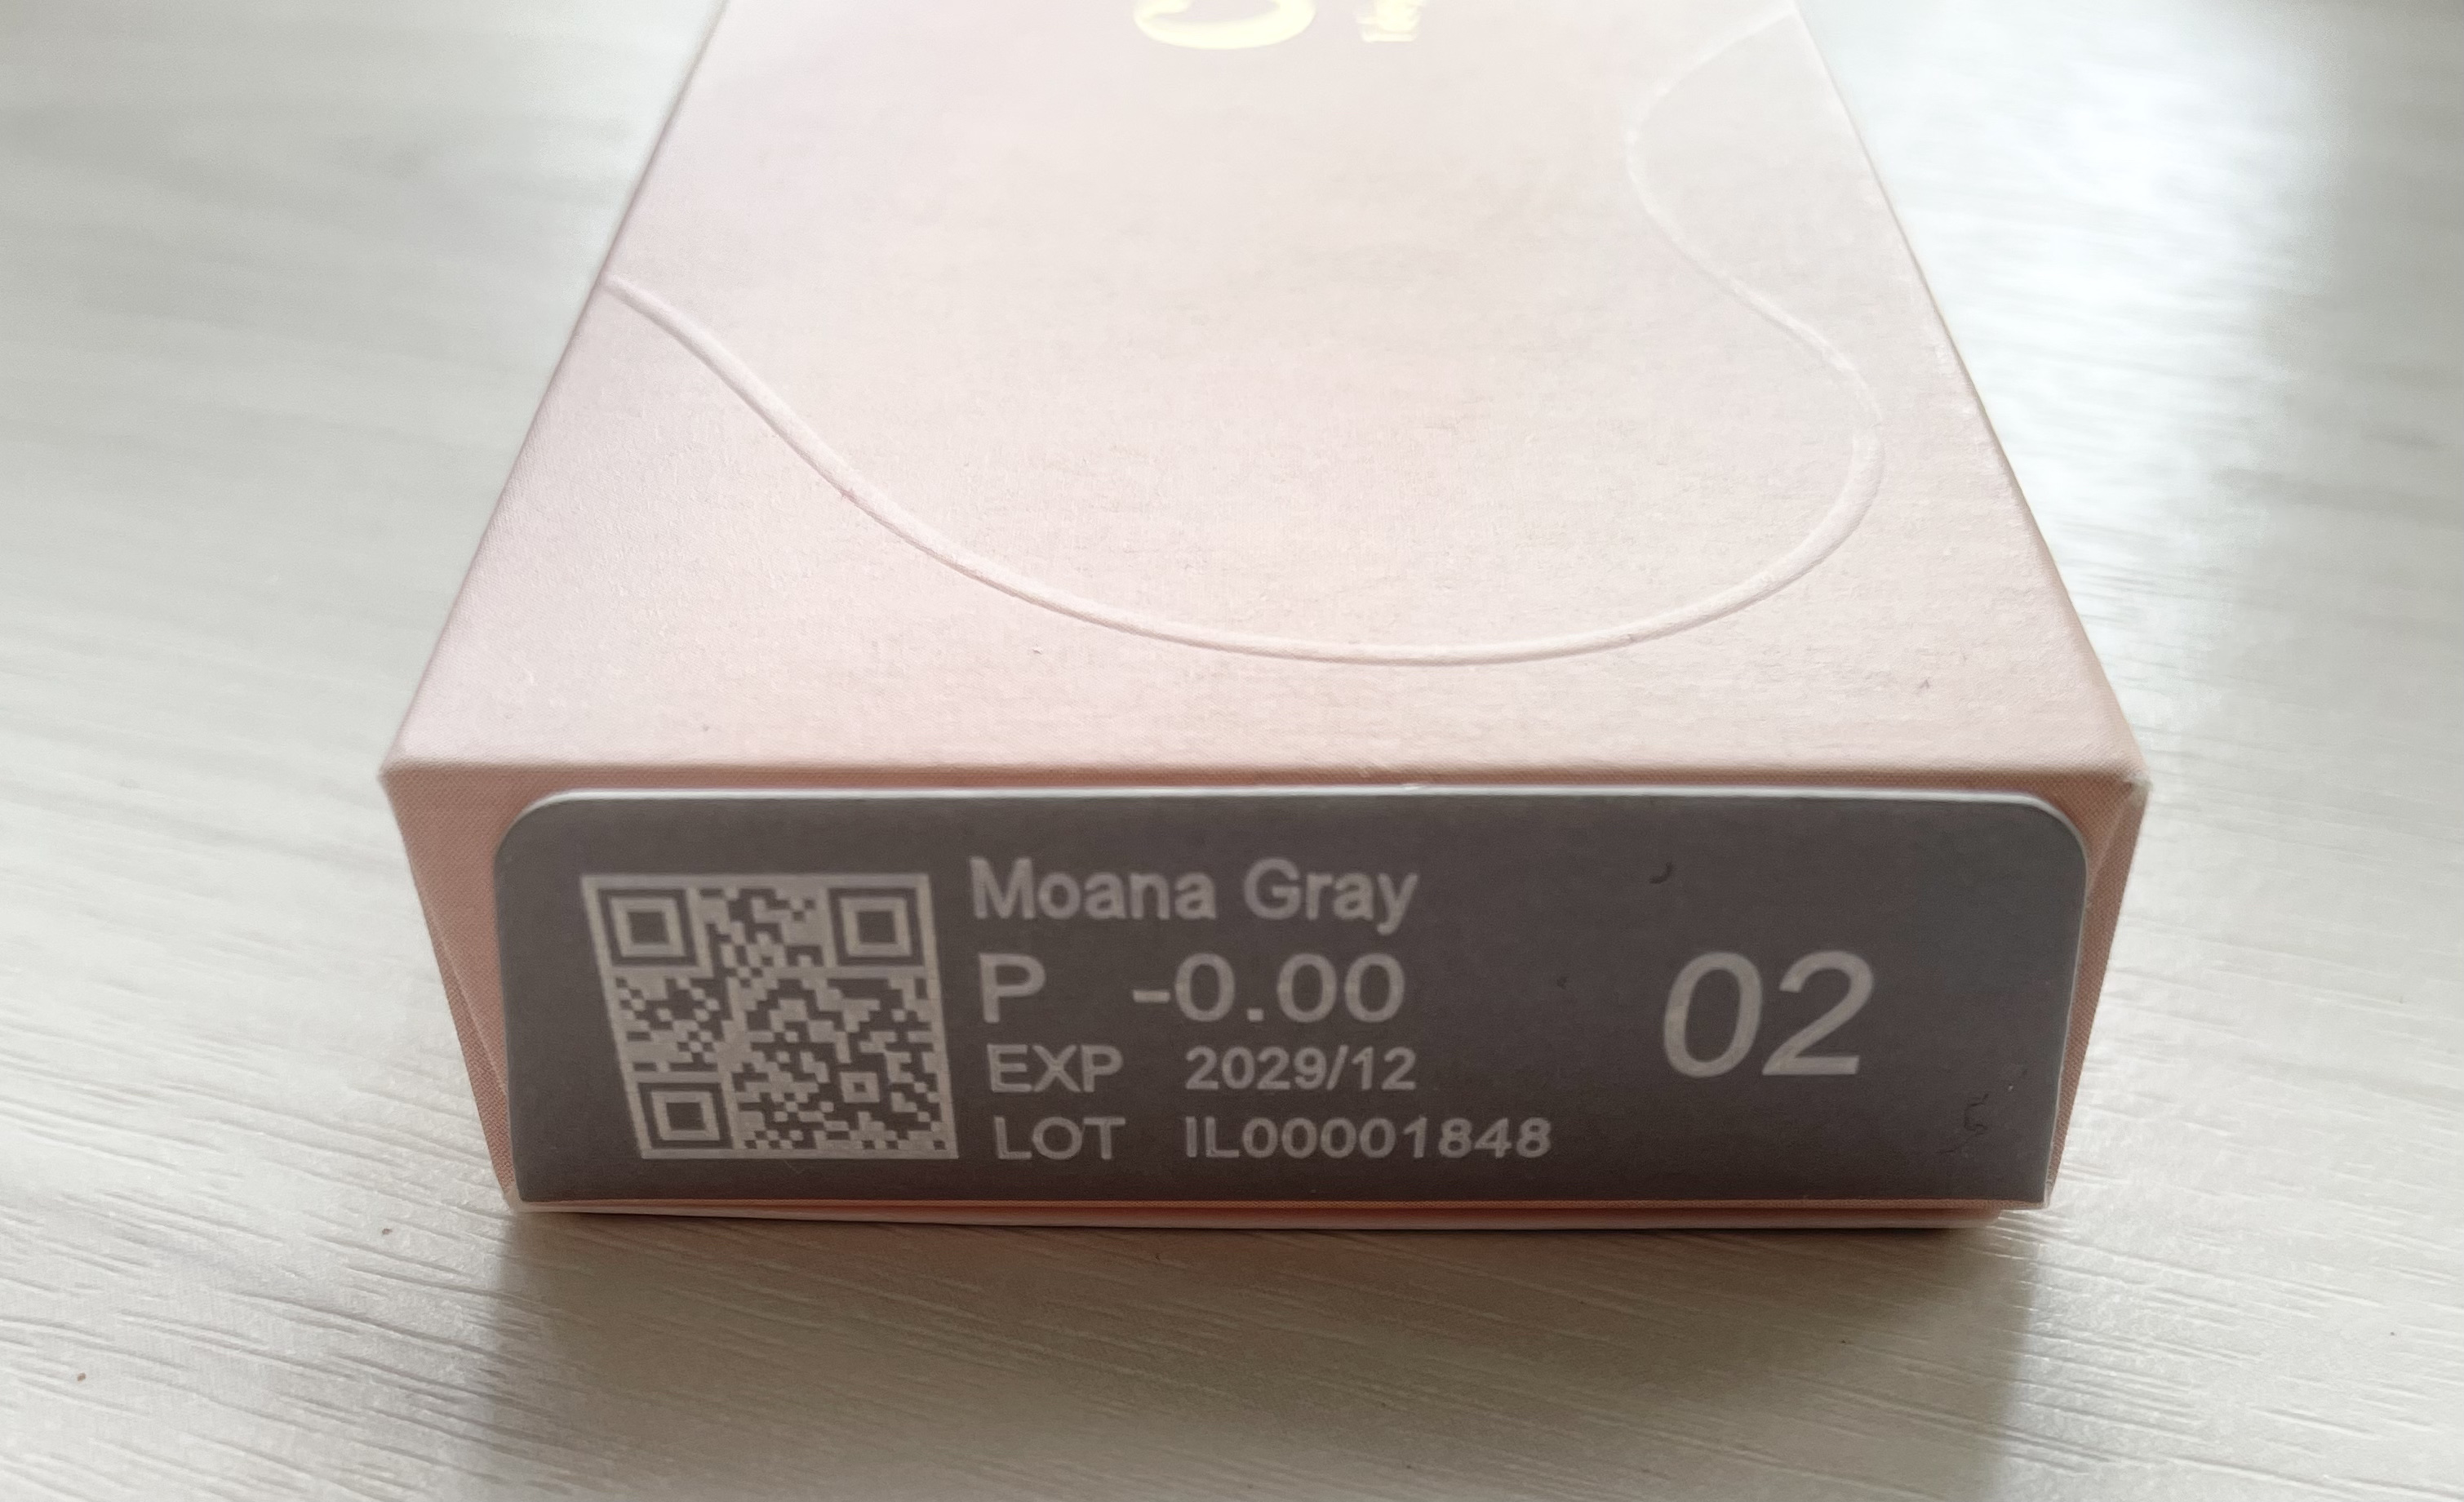 Moana Gray
P -0.00
EXP 2029/12
LOT IL00001848
02